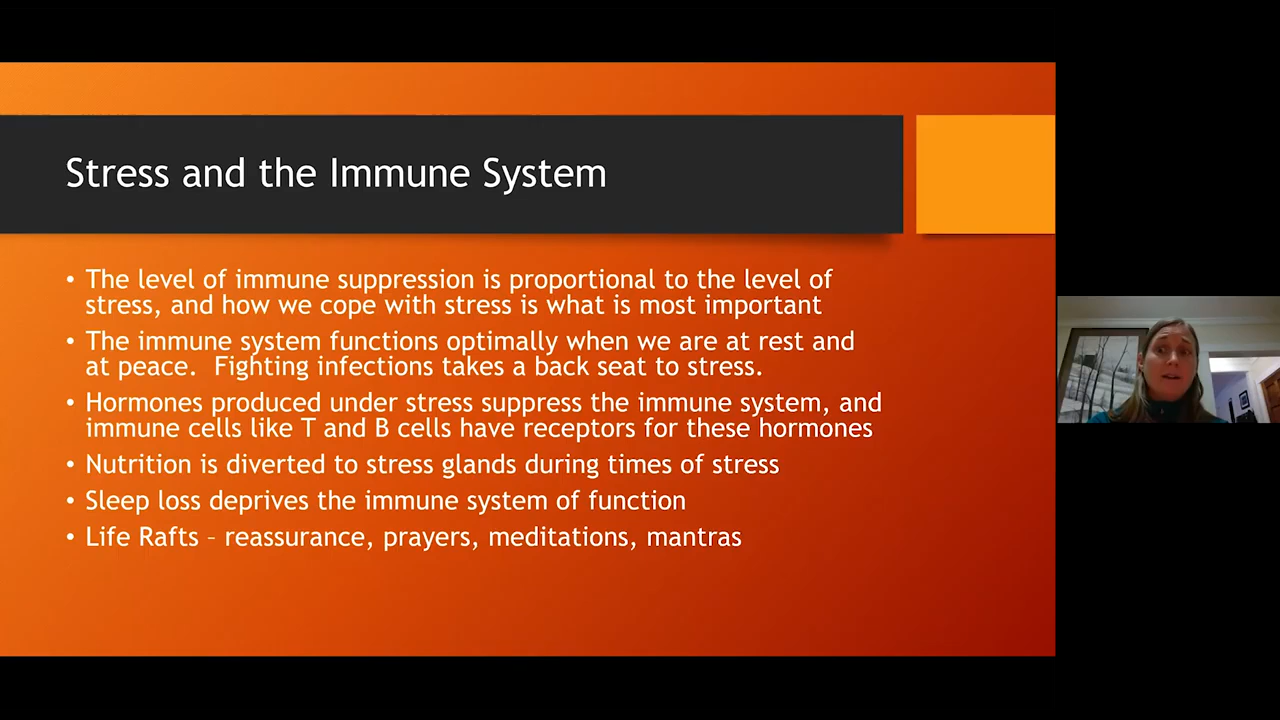 Stress and the Immune System
• The level of immune suppression is proportional to the level of
stress, and how we cope with stress is what is most important
• The immune system functions optimally when we are at rest and
at peace.  Fighting infections takes a back seat to stress.
• Hormones produced under stress suppress the immune system, and
immune cells like T and B cells have receptors for these hormones
• Nutrition is diverted to stress glands during times of stress
• Sleep loss deprives the immune system of function
• Life Rafts – reassurance, prayers, meditations, mantras